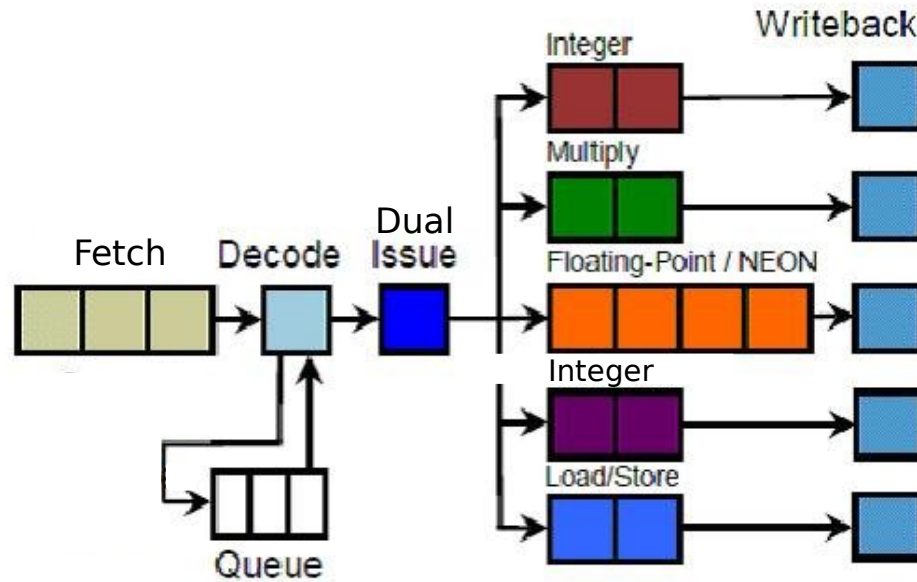 Writeback
Integer
Multiply
Fetch
Decode
Dual
Issue
Floating-Point / NEON
Integer
Load/Store
Queue